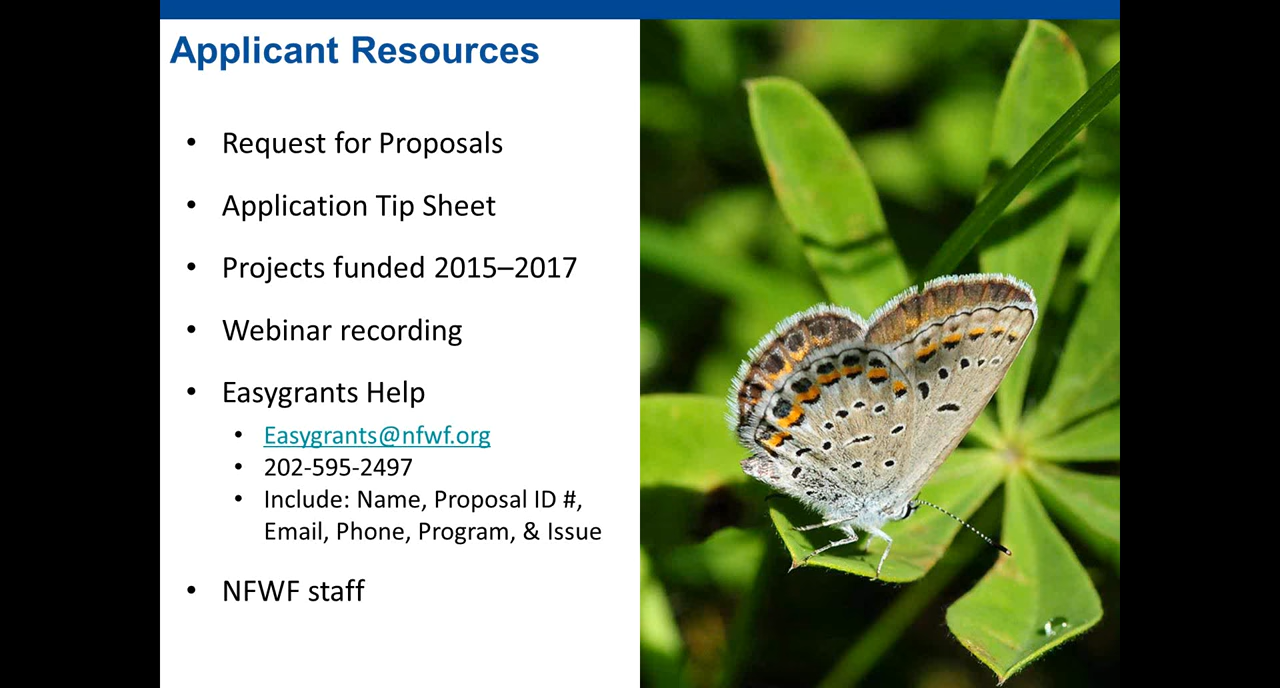 Applicant Resources
• Request for Proposals
• Application Tip Sheet
• Projects funded 2015–2017
• Webinar recording
• Easygrants Help
• Easygrants@nfwf.org
• 202-595-2497
• Include: Name, Proposal ID #,
Email, Phone, Program, & Issue
• NFWF staff